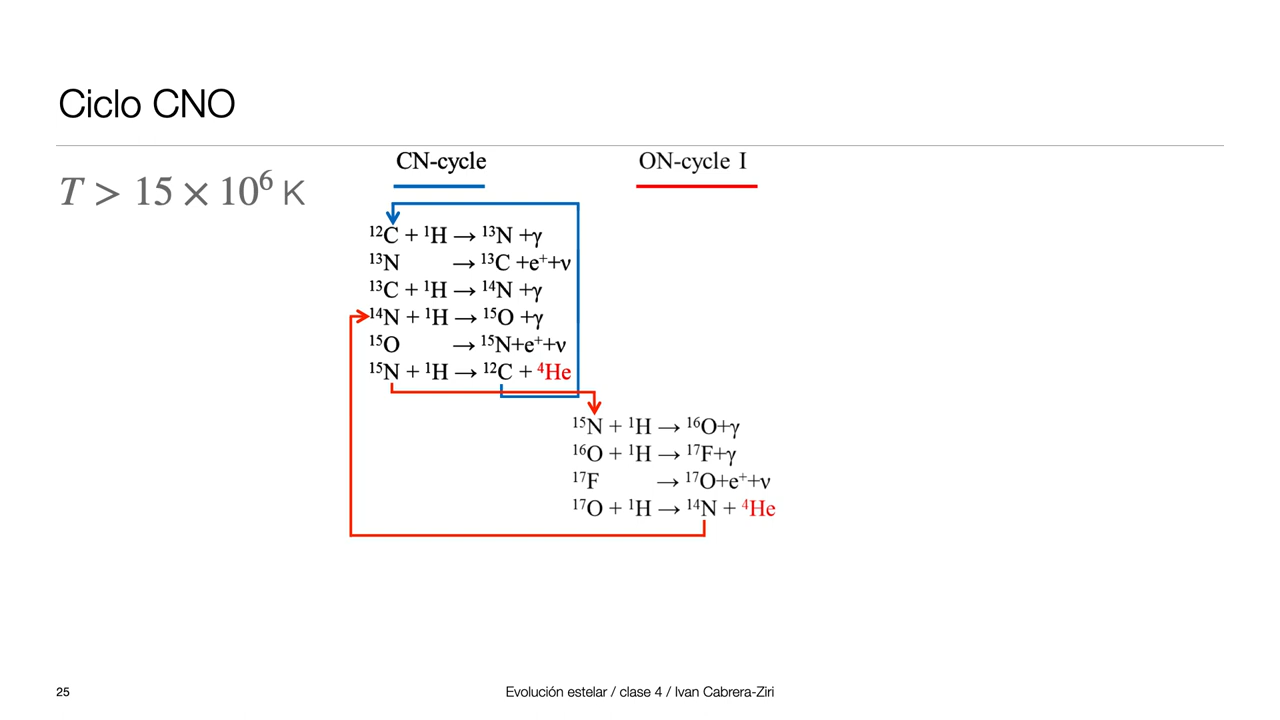 Ciclo CNO
T > 15 × 10⁶ K
CN-cycle
ON-cycle I
¹²C + ¹H → ¹³N +γ
¹³N → ¹³C +e⁺+ν
¹³C + ¹H → ¹⁴N +γ
¹⁴N + ¹H → ¹⁵O +γ
¹⁵O → ¹⁵N+e⁺+ν
¹⁵N + ¹H → ¹²C + ⁴He
¹⁵N + ¹H → ¹⁶O+γ
¹⁶O + ¹H → ¹⁷F+γ
¹⁷F → ¹⁷O+e⁺+ν
¹⁷O + ¹H → ¹⁴N + ⁴He
25
Evolución estelar / clase 4 / Ivan Cabrera-Ziri